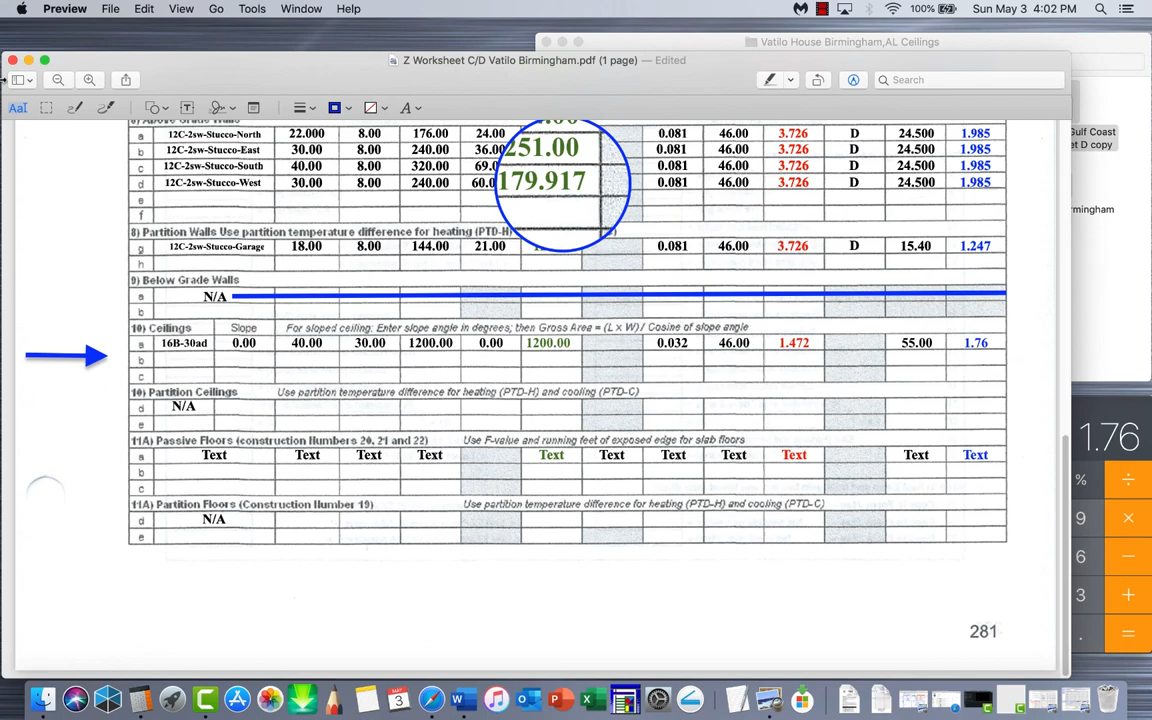 Preview File Edit View Go Tools Window Help 100% Sun May 3 4:02 PM
Vatilo House Birmingham,AL Ceilings
Z Worksheet C/D Vatilo Birmingham.pdf (1 page) — Edited
Search
AaI
A
6) Above Grade Walls
a 12C-2sw-Stucco-North 22.000 8.00 176.00 24.00 0.081 46.00 3.726 D 24.500 1.985
b 12C-2sw-Stucco-East 30.00 8.00 240.00 36.00 251.00 0.081 46.00 3.726 D 24.500 1.985
c 12C-2sw-Stucco-South 40.00 8.00 320.00 69.0 0.081 46.00 3.726 D 24.500 1.985
d 12C-2sw-Stucco-West 30.00 8.00 240.00 60.0 179.917 0.081 46.00 3.726 D 24.500 1.985
e
f
8) Partition Walls Use partition temperature difference for heating (PTD-H)
g 12C-2sw-Stucco-Garage 18.00 8.00 144.00 21.00 0.081 46.00 3.726 D 15.40 1.247
h
9) Below Grade Walls
a N/A
b
10) Ceilings Slope For sloped ceiling: Enter slope angle in degrees; then Gross Area = (L x W) / Cosine of slope angle
a 16B-30ad 0.00 40.00 30.00 1200.00 0.00 1200.00 0.032 46.00 1.472 55.00 1.76
b
c
10) Partition Ceilings Use partition temperature difference for heating (PTD-H) and cooling (PTD-C)
d N/A
e
11A) Passive Floors (construction Numbers 20, 21 and 22) Use F-value and running feet of exposed edge for slab floors
a Text Text Text Text Text Text Text Text Text Text Text
b
c
11A) Partition Floors (Construction Number 19) Use partition temperature difference for heating (PTD-H) and cooling (PTD-C)
d N/A
e
281
Gulf Coast
et D copy
rmingham
1.76
% ÷
9 ×
6 −
3 +
. =